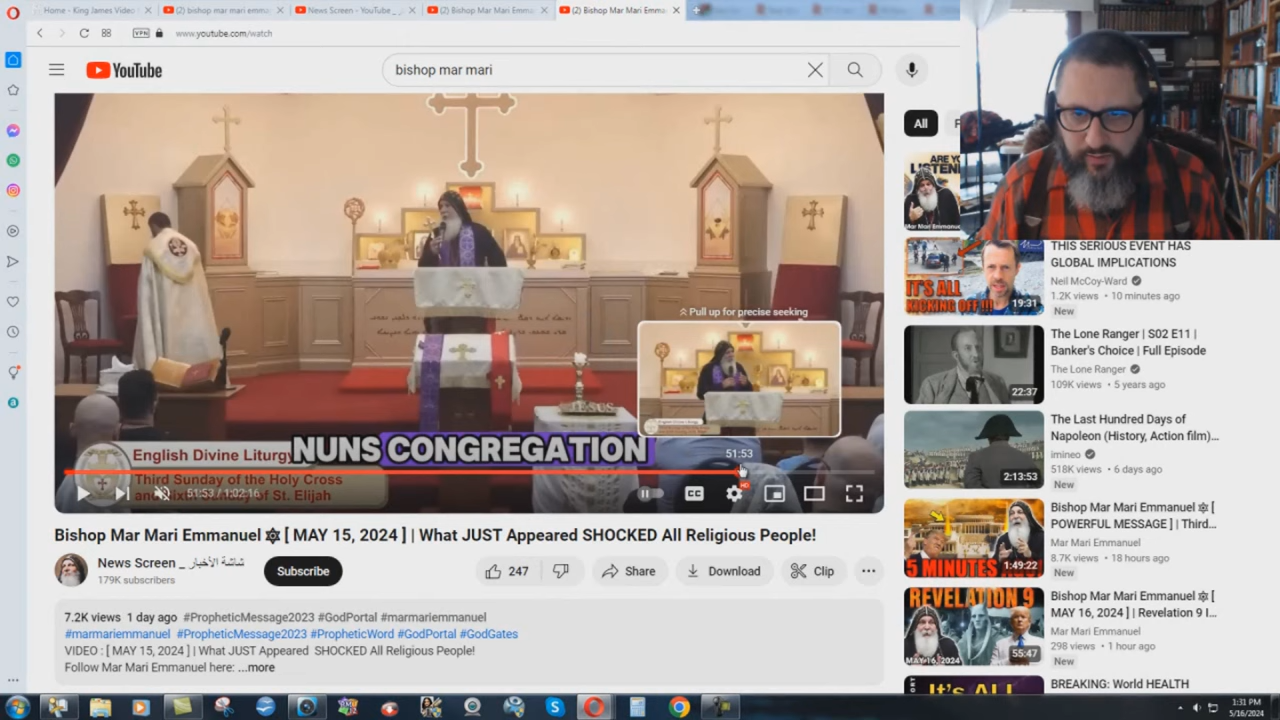 Home - King James Video
(2) bishop mar mari emma
News Screen - YouTube
(2) Bishop Mar Mari Emm
(2) Bishop Mar Mari Emma
VPN
www.youtube.com/watch
YouTube
bishop mar mari
All
ARE YO
LISTEN
Mar Mari Emmanuel
THIS SERIOUS EVENT HAS
GLOBAL IMPLICATIONS
Neil McCoy-Ward
1.2K views • 10 minutes ago
New
IT'S ALL
KICKING OFF!!!
19:31
Pull up for precise seeking
The Lone Ranger | S02 E11 |
Banker's Choice | Full Episode
The Lone Ranger
109K views • 5 years ago
22:37
JESUS
The Last Hundred Days of
Napoleon (History, Action film)...
imineo
518K views • 6 days ago
New
2:13:53
NUNS CONGREGATION
English Divine Liturgy
Third Sunday of the Holy Cross
and Sixth Sunday of St. Elijah
51:53
51:53 / 1:02:16
CC
HD
Bishop Mar Mari Emmanuel ✡ [
POWERFUL MESSAGE ] | Third...
Mar Mari Emmanuel
8.7K views • 18 hours ago
New
5 MINUTES AGO
1:49:22
Bishop Mar Mari Emmanuel ✡ [ MAY 15, 2024 ] | What JUST Appeared SHOCKED All Religious People!
News Screen _ شاشة الأخبار
179K subscribers
Subscribe
247
Share
Download
Clip
Bishop Mar Mari Emmanuel ✡ [
MAY 16, 2024 ] | Revelation 9 I...
Mar Mari Emmanuel
298 views • 1 hour ago
New
REVELATION 9
MAY 16, 2024
55:47
7.2K views 1 day ago #PropheticMessage2023 #GodPortal #marmariemmanuel
#marmariemmanuel #PropheticMessage2023 #PropheticWord #GodPortal #GodGates
VIDEO : [ MAY 15, 2024 ] | What JUST Appeared SHOCKED All Religious People!
Follow Mar Mari Emmanuel here: ...more
BREAKING: World HEALTH
It's ALL
1:31 PM
5/16/2024